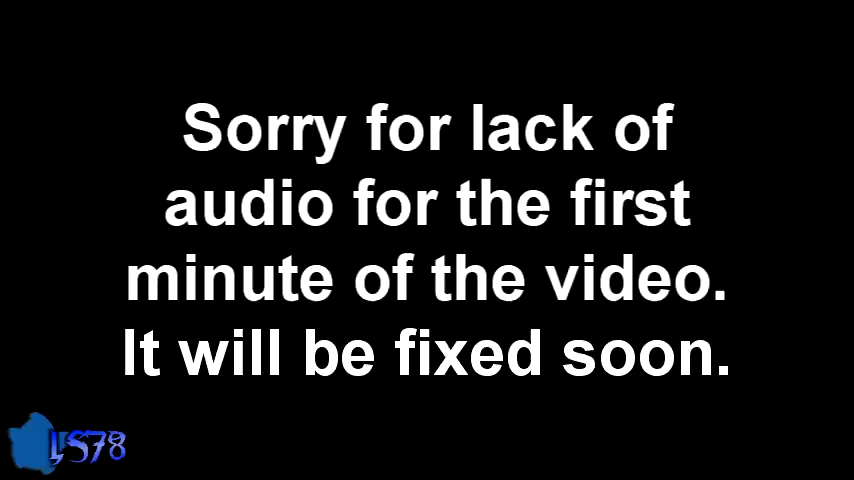 Sorry for lack of
audio for the first
minute of the video.
It will be fixed soon.
LS78